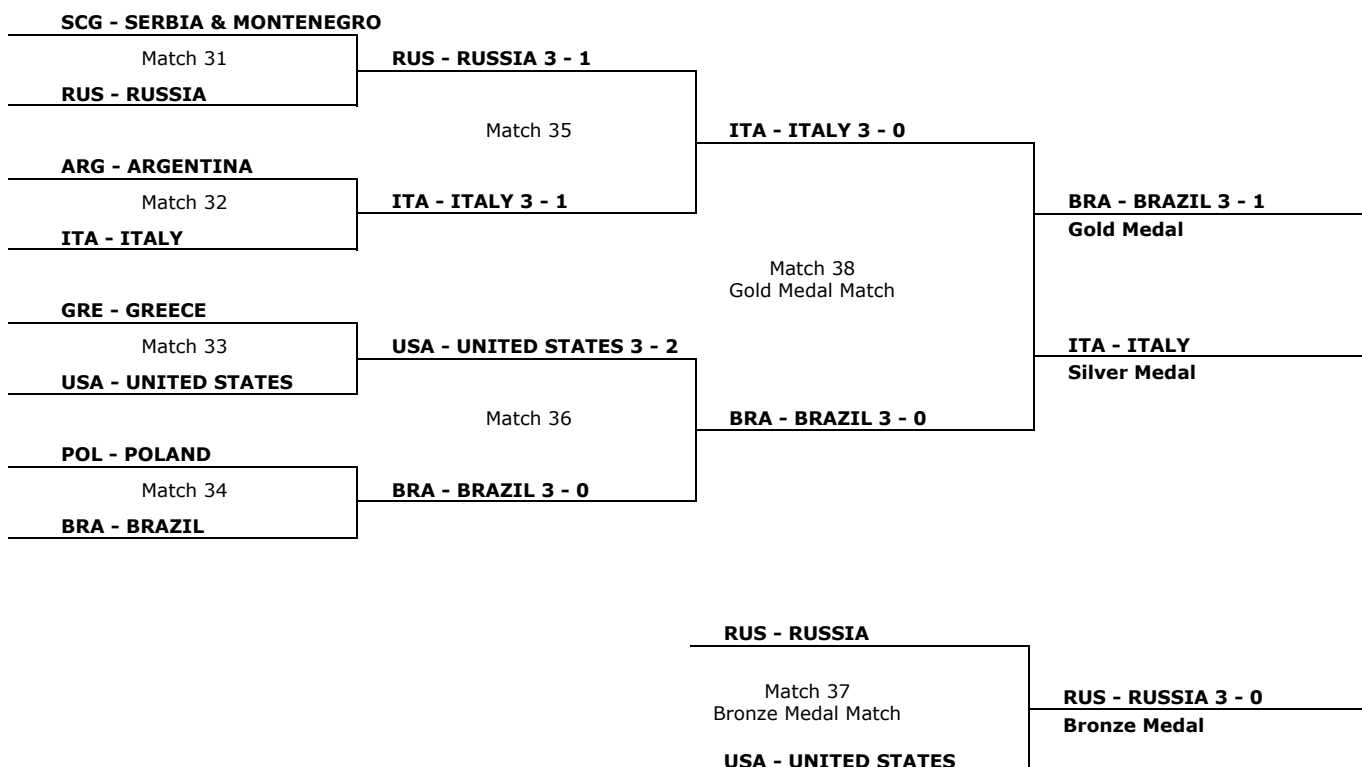 SCG - SERBIA & MONTENEGRO
Match 31
RUS - RUSSIA 3 - 1
RUS - RUSSIA
Match 35
ITA - ITALY 3 - 0
ARG - ARGENTINA
Match 32
ITA - ITALY 3 - 1
BRA - BRAZIL 3 - 1
Gold Medal
ITA - ITALY
Match 38
Gold Medal Match
GRE - GREECE
Match 33
USA - UNITED STATES 3 - 2
ITA - ITALY
Silver Medal
USA - UNITED STATES
Match 36
BRA - BRAZIL 3 - 0
POL - POLAND
Match 34
BRA - BRAZIL 3 - 0
BRA - BRAZIL
RUS - RUSSIA
Match 37
Bronze Medal Match
RUS - RUSSIA 3 - 0
Bronze Medal
USA - UNITED STATES